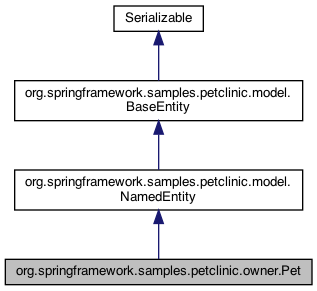 Serializable
org.springframework.samples.petclinic.model.
BaseEntity
org.springframework.samples.petclinic.model.
NamedEntity
org.springframework.samples.petclinic.owner.Pet